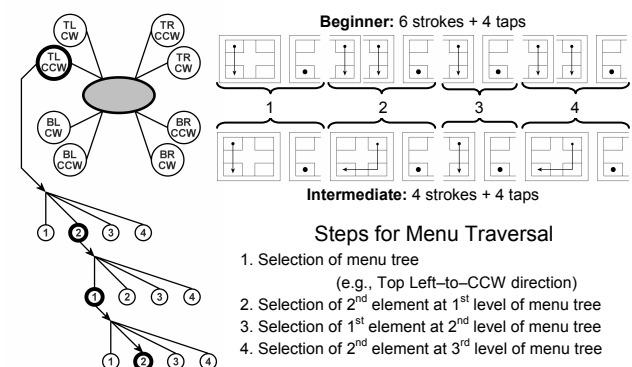 TL
CW
TR
CCW
TL
CCW
TR
CW
BL
CW
BR
CCW
BL
CCW
BR
CW
Beginner: 6 strokes + 4 taps
1 2 3 4
Intermediate: 4 strokes + 4 taps
1 2 3 4
1 2 3 4
1 2 3 4
Steps for Menu Traversal
1. Selection of menu tree
(e.g., Top Left–to–CCW direction)
2. Selection of 2nd element at 1st level of menu tree
3. Selection of 1st element at 2nd level of menu tree
4. Selection of 2nd element at 3rd level of menu tree